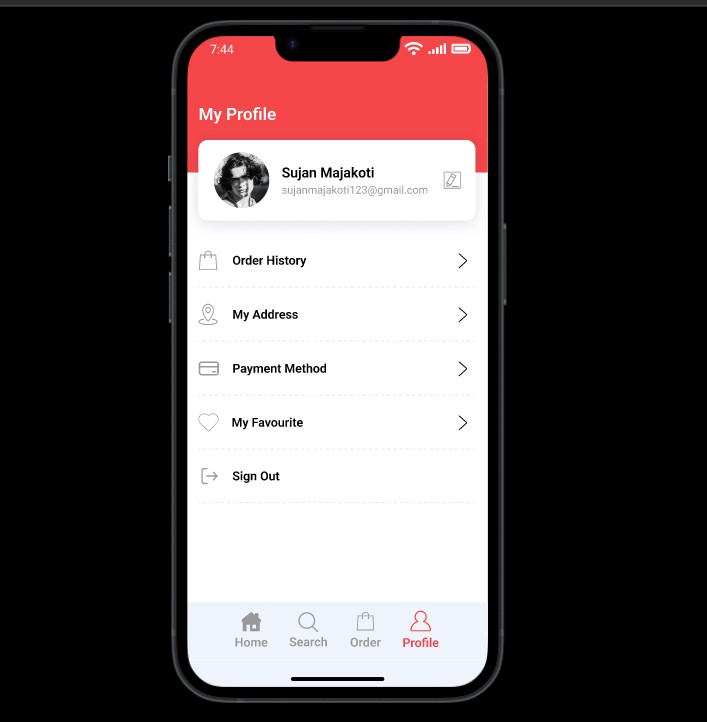 7:44
My Profile
Sujan Majakoti
sujanmajakoti123@gmail.com
Order History
My Address
Payment Method
My Favourite
Sign Out
Home Search Order Profile